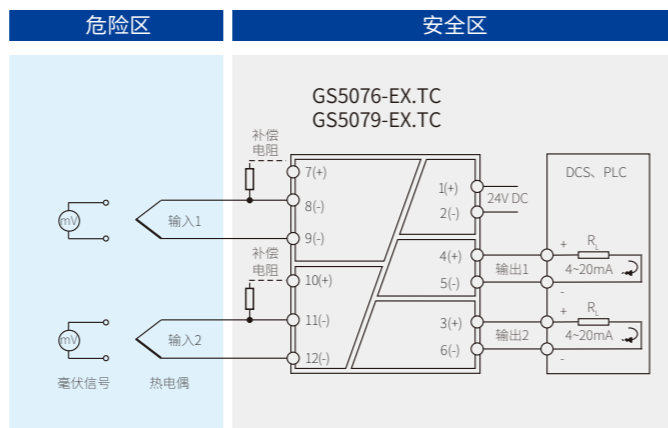 危险区
安全区
GS5076-EX.TC
GS5079-EX.TC
补偿
电阻
7(+)
8(-)
9(-)
mV
输入1
1(+)
2(-)
24V DC
DCS、PLC
4(+)
5(-)
输出1
+
R_L
4~20mA
-
补偿
电阻
10(+)
11(-)
12(-)
mV
输入2
3(+)
6(-)
输出2
+
R_L
4~20mA
-
毫伏信号
热电偶